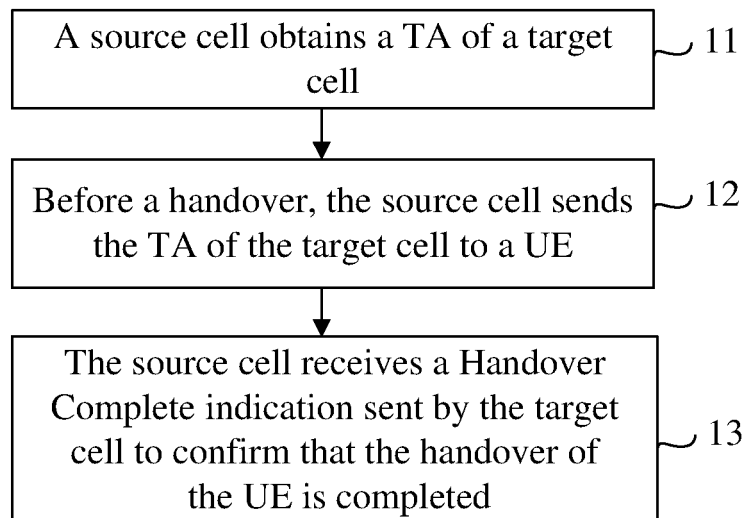 A source cell obtains a TA of a target
cell
11
Before a handover, the source cell sends
the TA of the target cell to a UE
12
The source cell receives a Handover
Complete indication sent by the target
cell to confirm that the handover of
the UE is completed
13